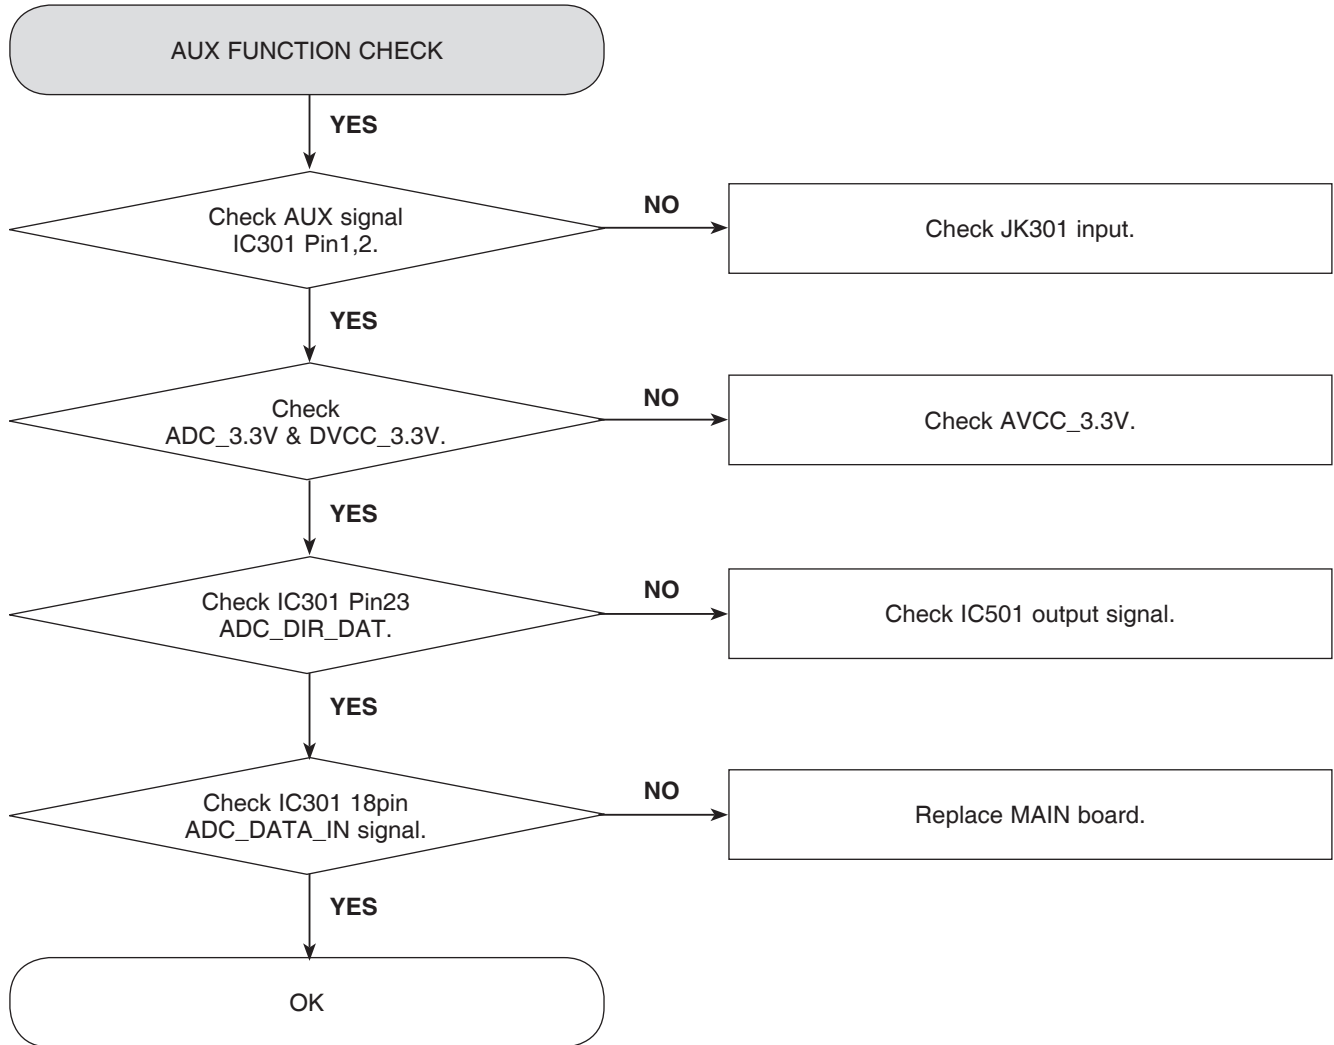 AUX FUNCTION CHECK
YES
Check AUX signal
IC301 Pin1,2.
NO
Check JK301 input.
YES
Check
ADC_3.3V & DVCC_3.3V.
NO
Check AVCC_3.3V.
YES
Check IC301 Pin23
ADC_DIR_DAT.
NO
Check IC501 output signal.
YES
Check IC301 18pin
ADC_DATA_IN signal.
NO
Replace MAIN board.
YES
OK